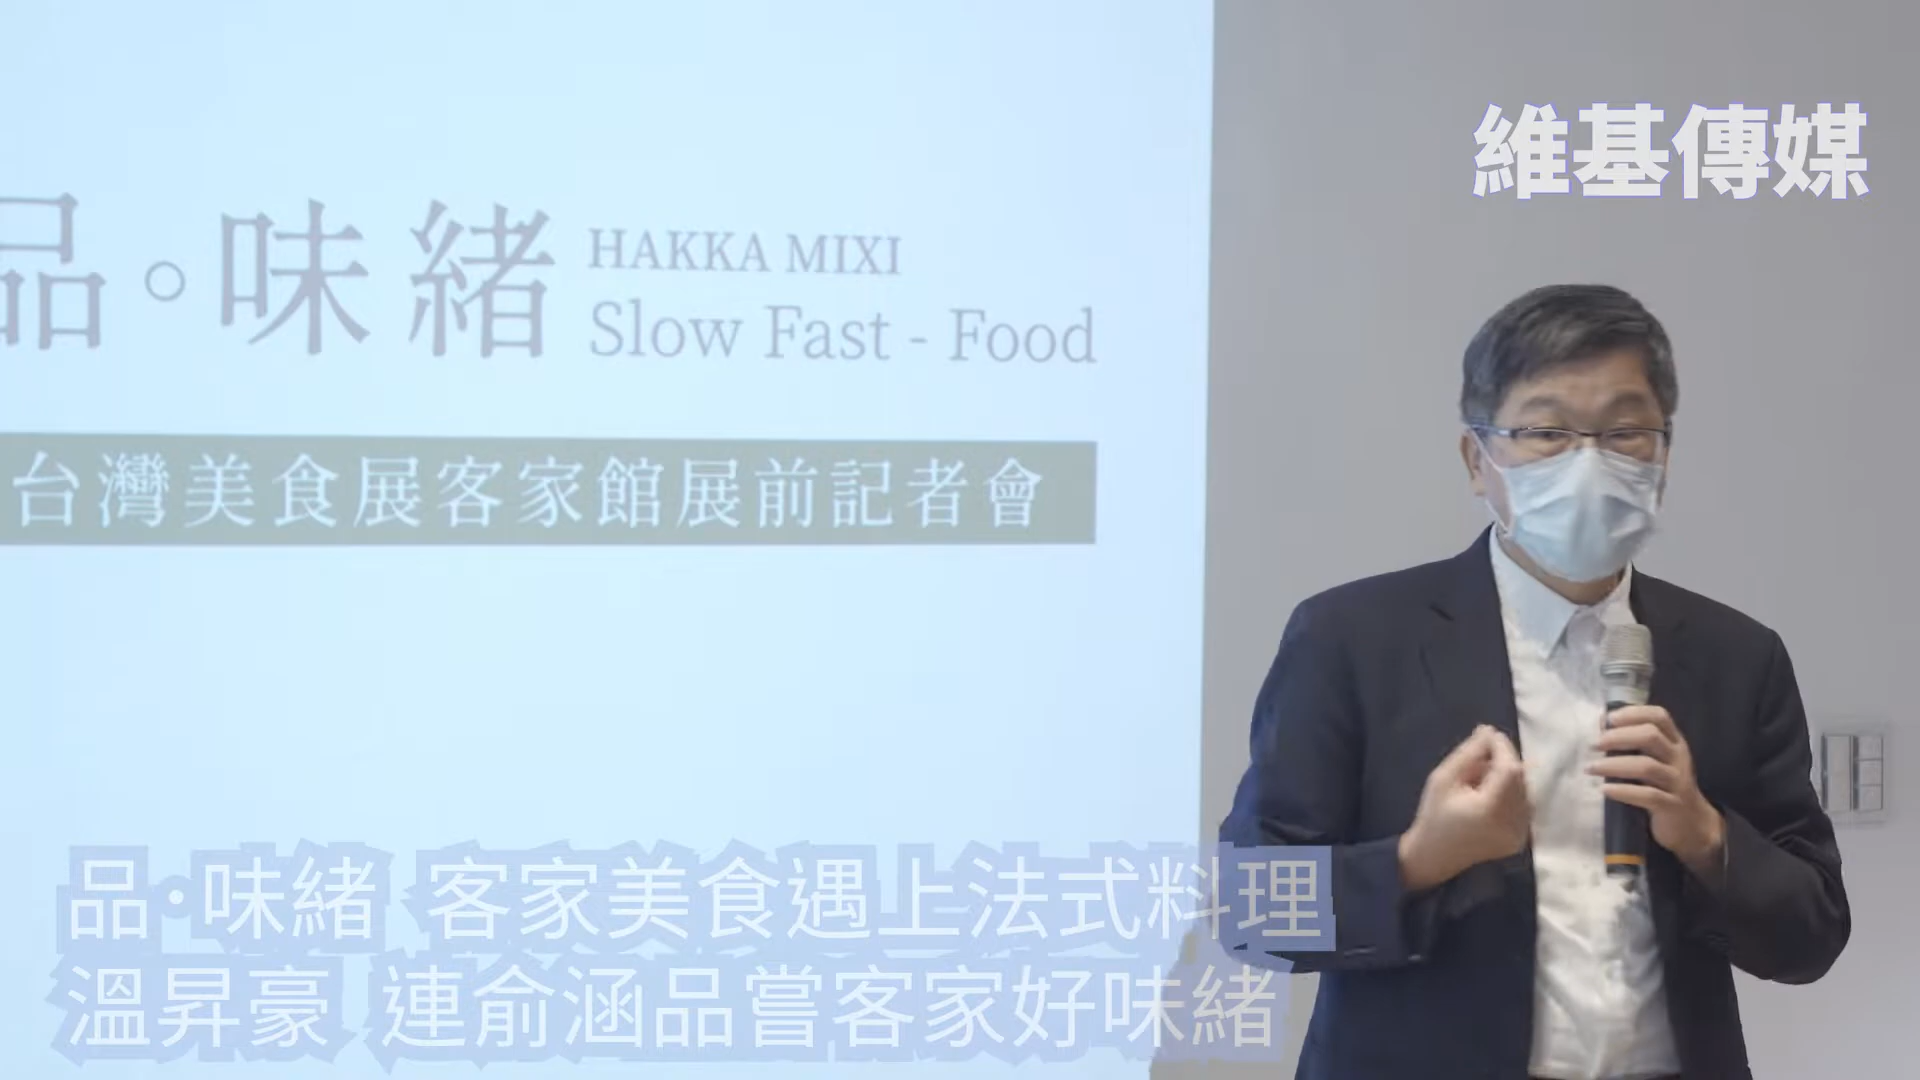 維基傳媒
品。味緒
HAKKA MIXI
Slow Fast - Food
台灣美食展客家館展前記者會
品·味緒 客家美食遇上法式料理
溫昇豪 連俞涵品嘗客家好味緒